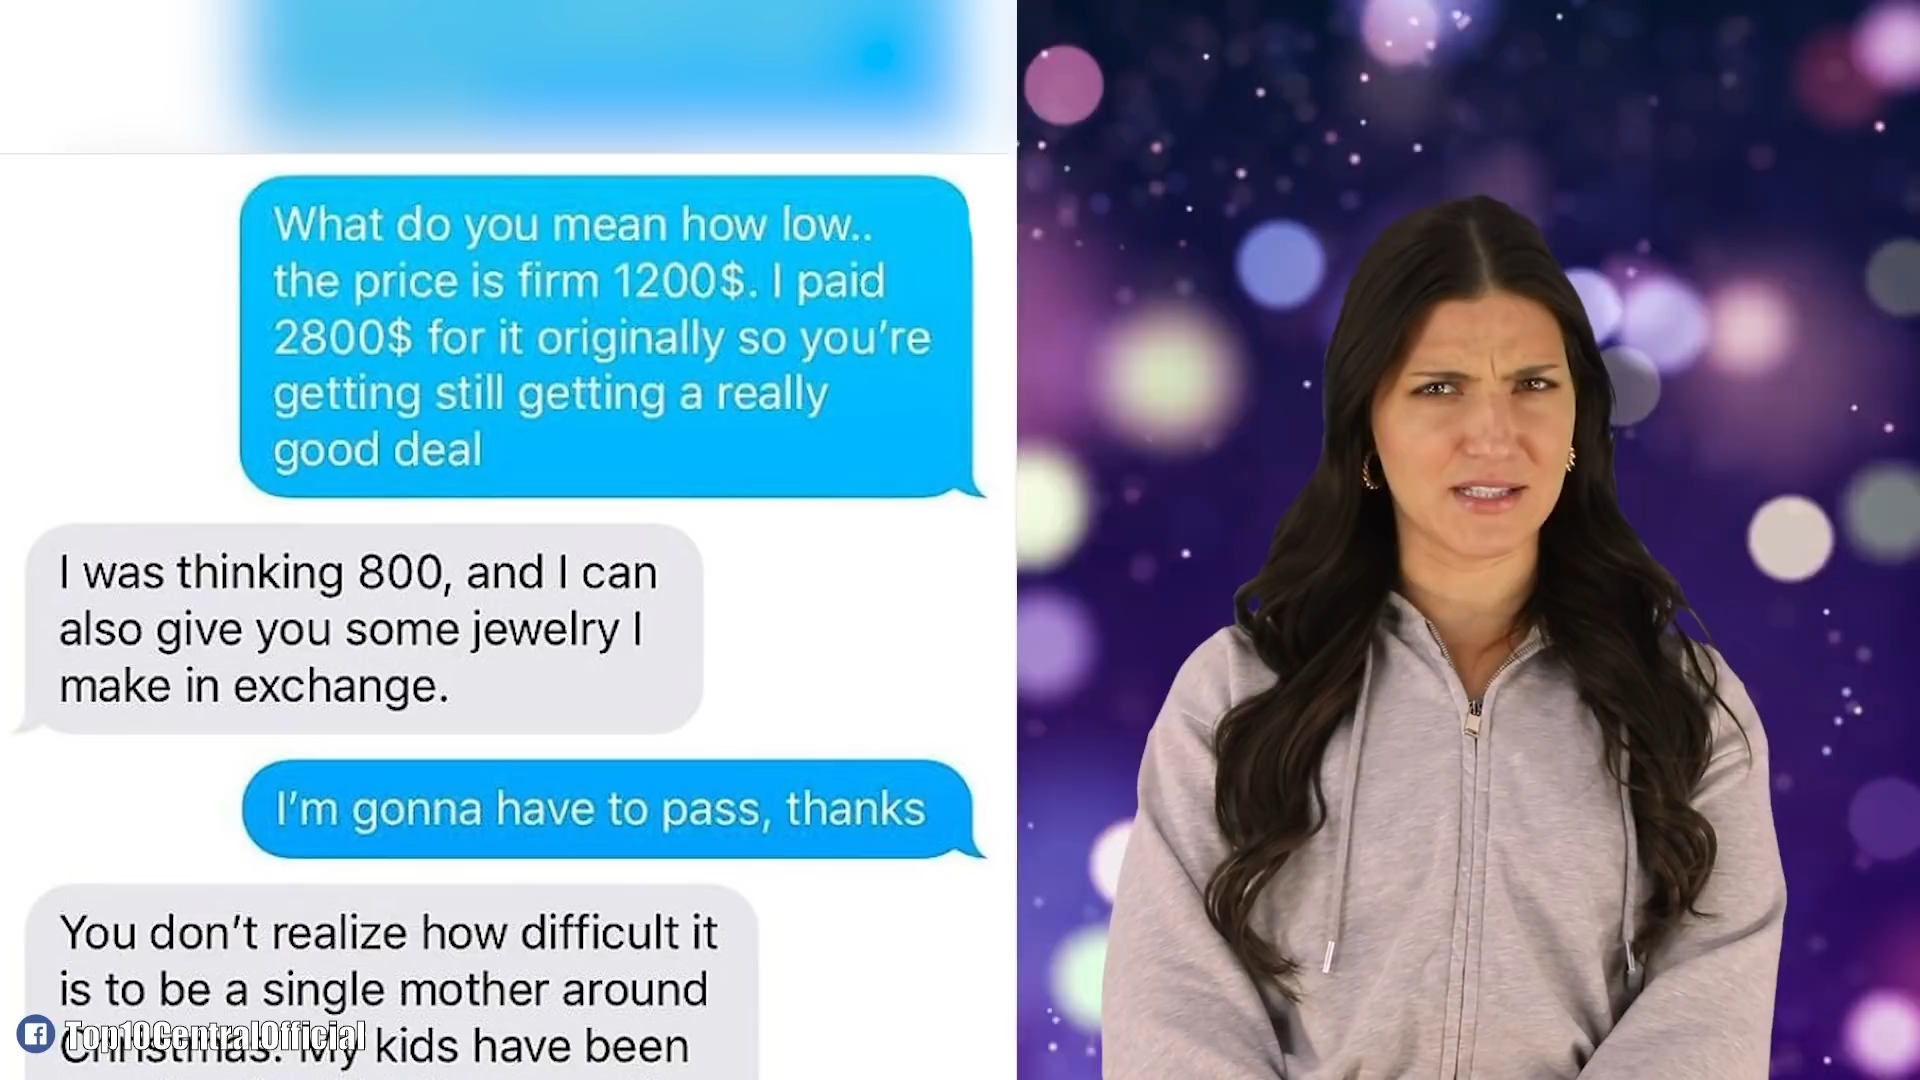 What do you mean how low..
the price is firm 1200$. I paid
2800$ for it originally so you're
getting still getting a really
good deal
I was thinking 800, and I can
also give you some jewelry I
make in exchange.
I'm gonna have to pass, thanks
You don't realize how difficult it
is to be a single mother around
Christmas. My kids have been
Top10CentralOfficial